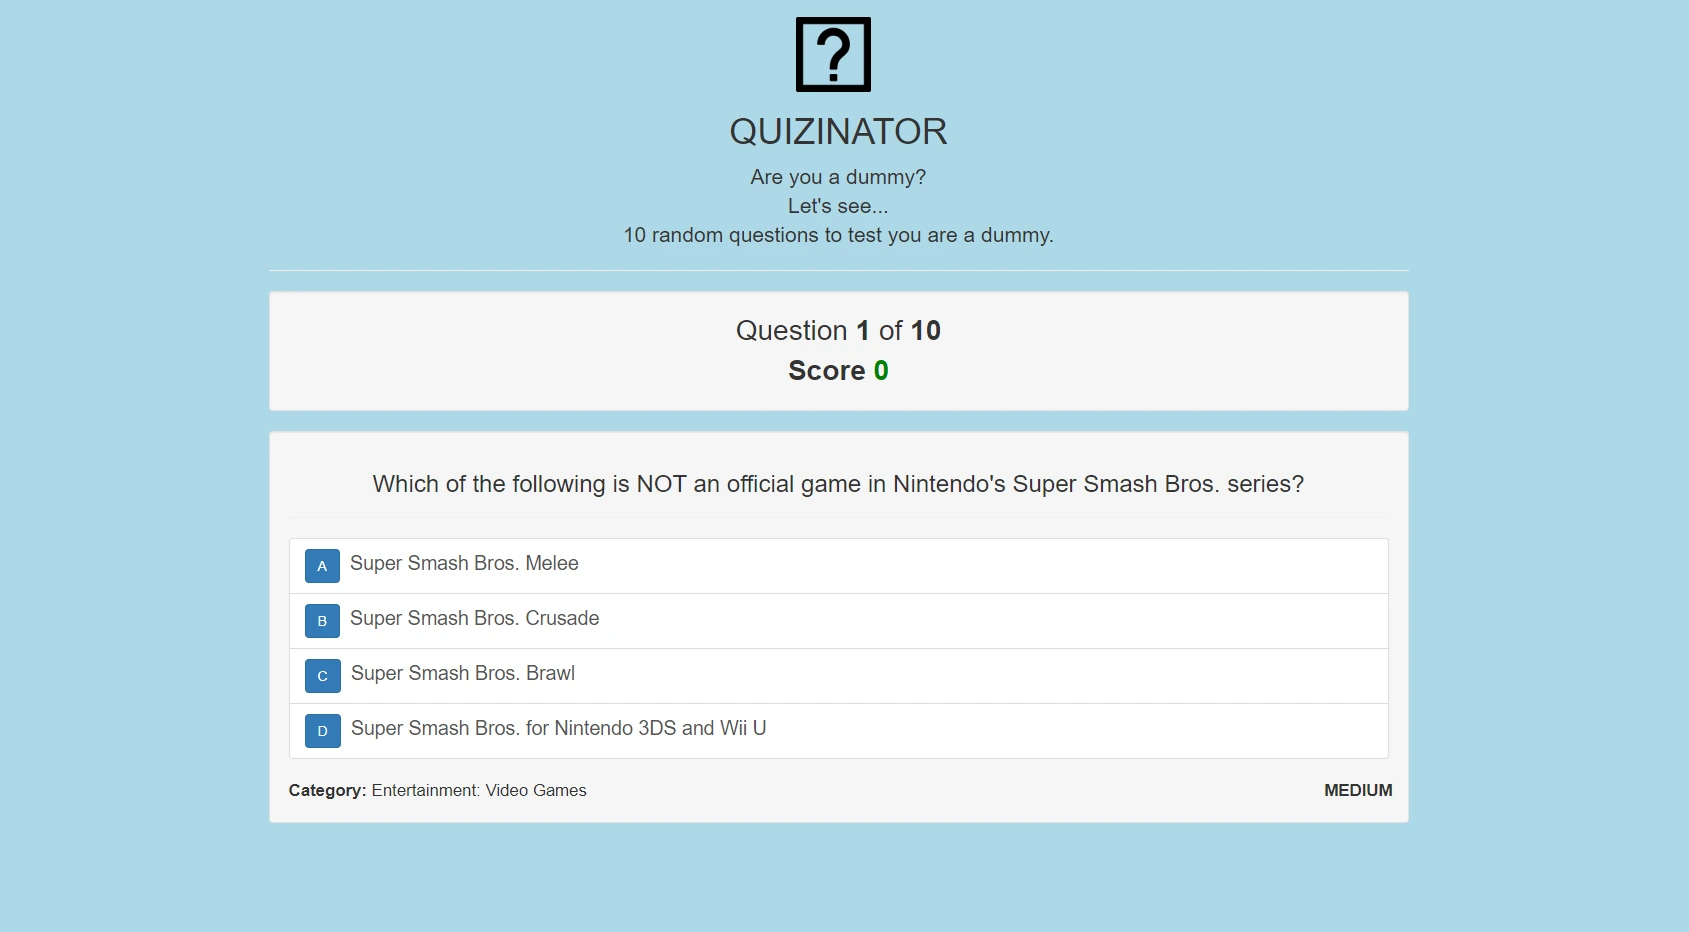 ?
QUIZINATOR
Are you a dummy?
Let's see...
10 random questions to test you are a dummy.
Question 1 of 10
Score 0
Which of the following is NOT an official game in Nintendo's Super Smash Bros. series?
A Super Smash Bros. Melee
B Super Smash Bros. Crusade
C Super Smash Bros. Brawl
D Super Smash Bros. for Nintendo 3DS and Wii U
Category: Entertainment: Video Games MEDIUM